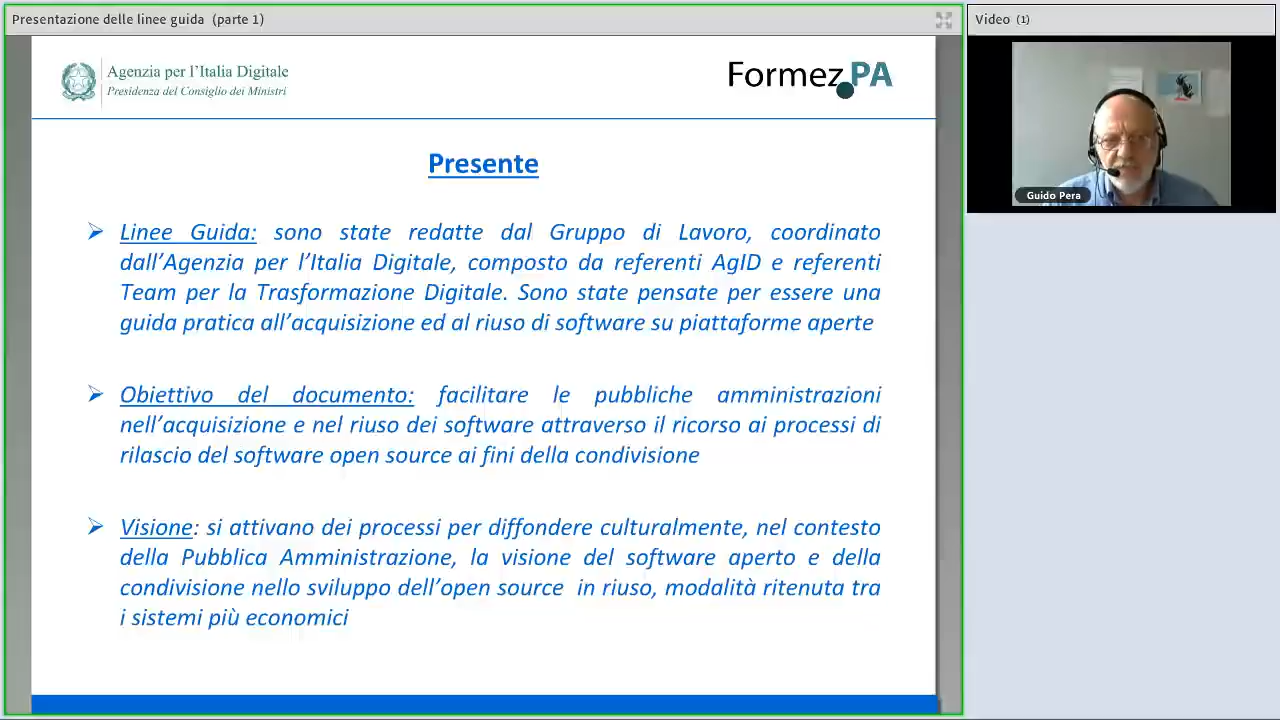 Presentazione delle linee guida (parte 1)
Video (1)
Agenzia per l'Italia Digitale
Presidenza del Consiglio dei Ministri
Formez PA
Guido Pera
Presente
Linee Guida: sono state redatte dal Gruppo di Lavoro, coordinato
dall'Agenzia per l'Italia Digitale, composto da referenti AgID e referenti
Team per la Trasformazione Digitale. Sono state pensate per essere una
guida pratica all'acquisizione ed al riuso di software su piattaforme aperte
Obiettivo del documento: facilitare le pubbliche amministrazioni
nell'acquisizione e nel riuso dei software attraverso il ricorso ai processi di
rilascio del software open source ai fini della condivisione
Visione: si attivano dei processi per diffondere culturalmente, nel contesto
della Pubblica Amministrazione, la visione del software aperto e della
condivisione nello sviluppo dell'open source in riuso, modalità ritenuta tra
i sistemi più economici